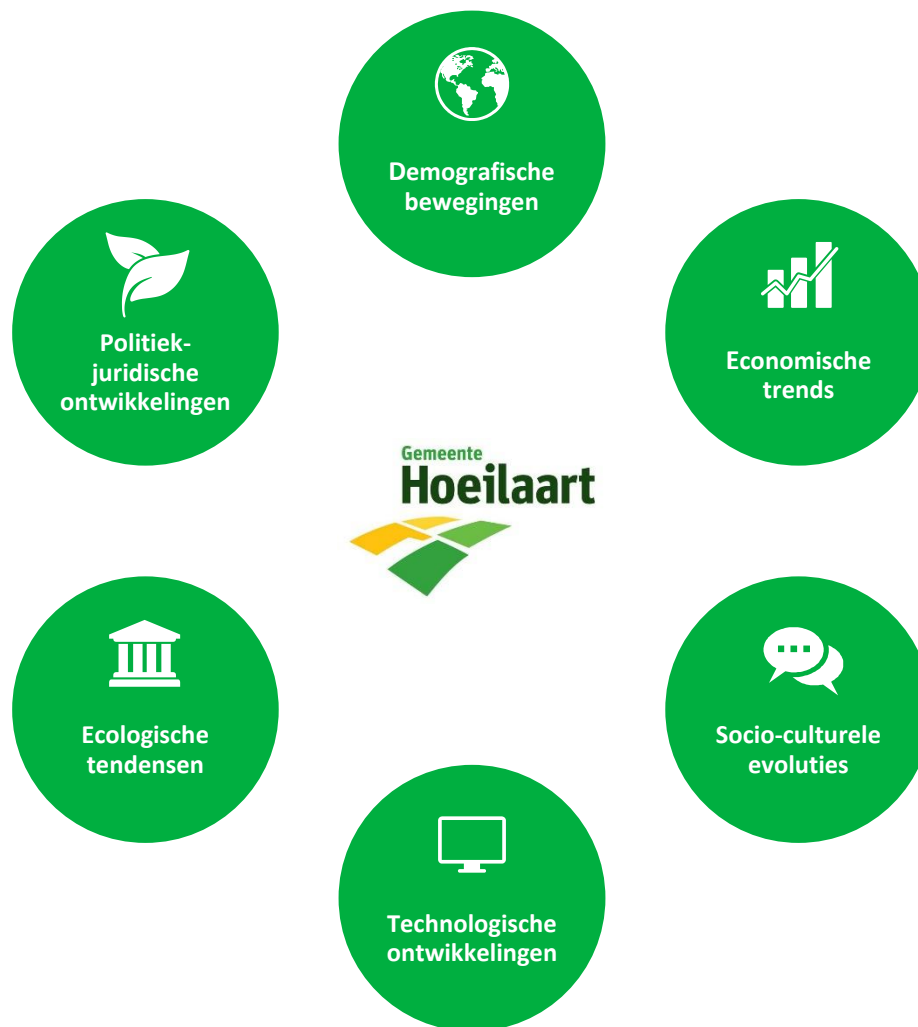 Demografische
bewegingen
Politiek-
juridische
ontwikkelingen
Economische
trends
Gemeente
Hoeilaart
Ecologische
tendensen
Socio-culturele
evoluties
Technologische
ontwikkelingen